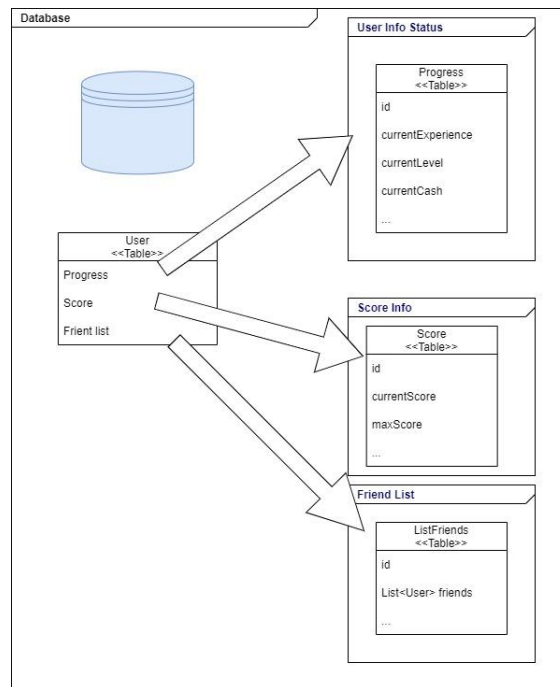 Database
User Info Status
Progress
<<Table>>
id
currentExperience
currentLevel
currentCash
...
User
<<Table>>
Progress
Score
Frient list
Score Info
Score
<<Table>>
id
currentScore
maxScore
...
Friend List
ListFriends
<<Table>>
id
List<User> friends
...